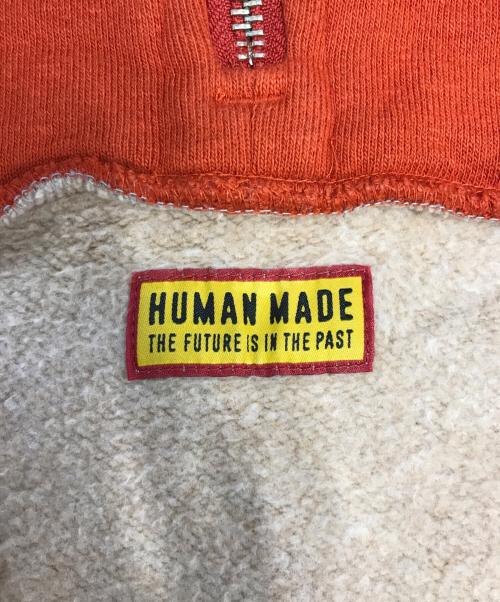 HUMAN MADE
THE FUTURE IS IN THE PAST